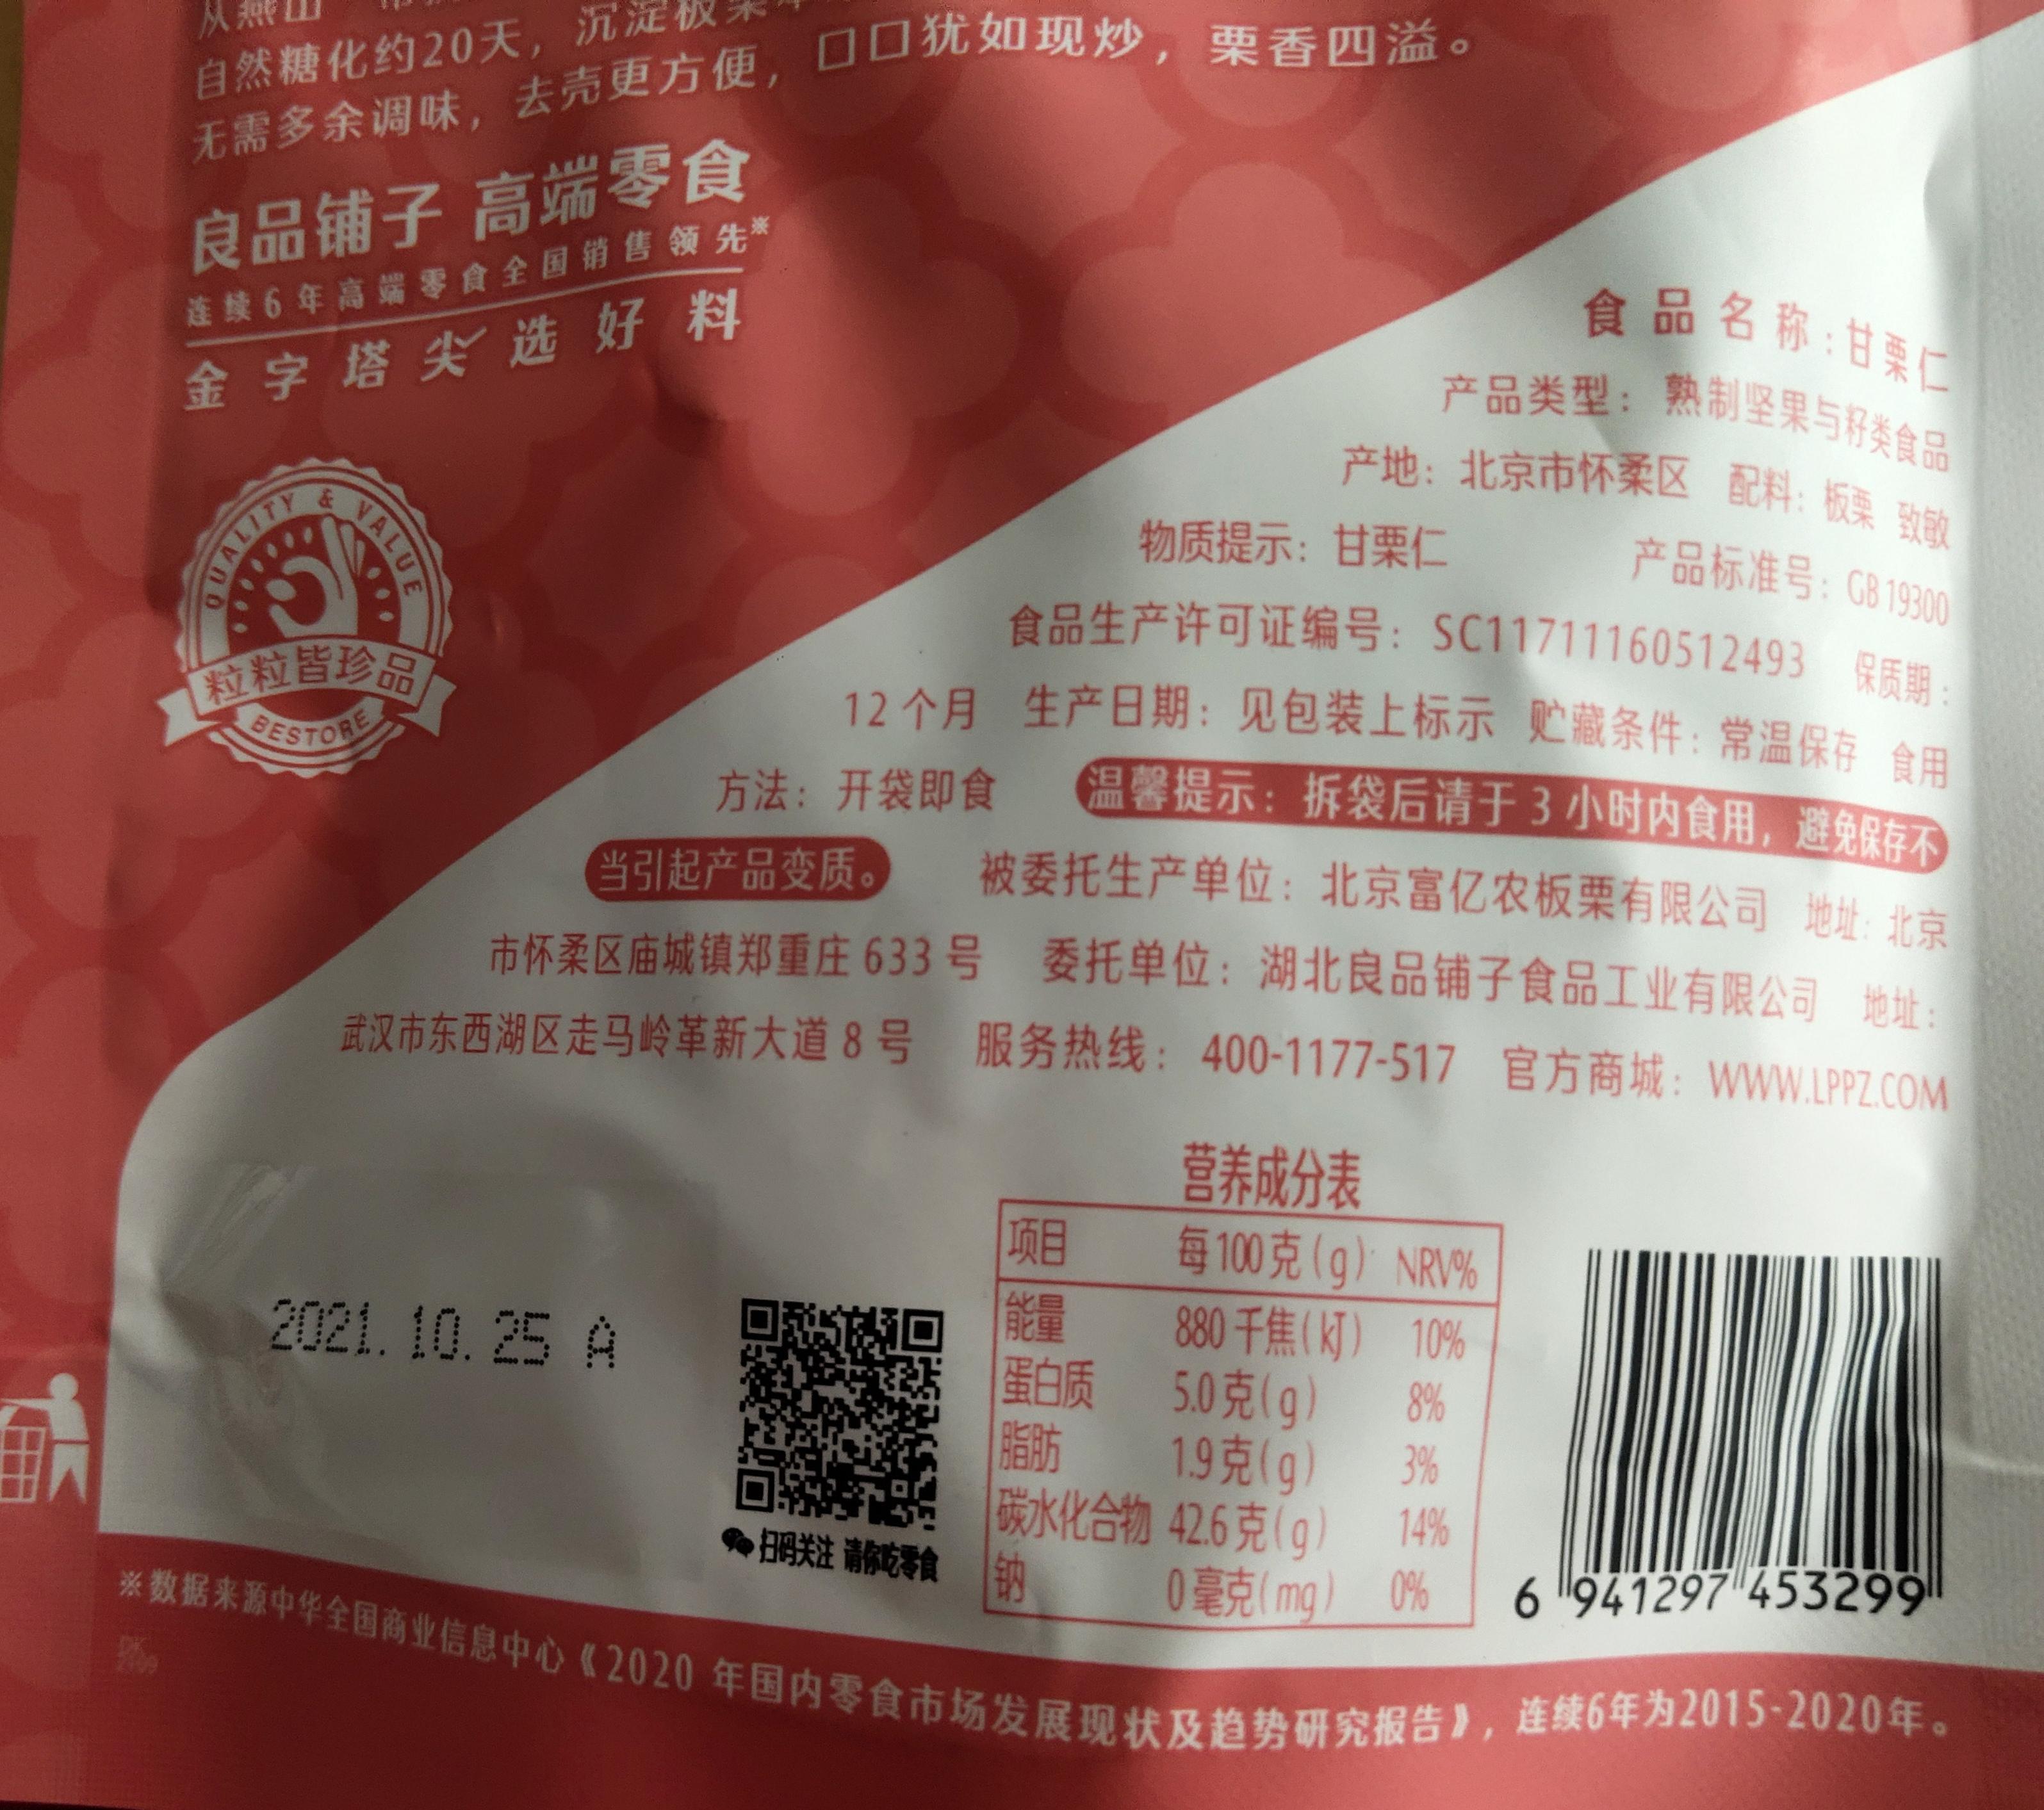 自然糖化约20天，沉淀板栗
无需多余调味，去壳更方便，口口犹如现炒，栗香四溢。
良品铺子 高端零食
连续6年高端零食全国销售领先※
金字塔尖选好料
QUALITY & VALUE
粒粒皆珍品
BESTORE
食品名称：甘栗仁
产品类型：熟制坚果与籽类食品
产地：北京市怀柔区 配料：板栗 致敏
物质提示：甘栗仁 产品标准号：GB 19300
食品生产许可证编号：SC11711160512493 保质期：
12个月 生产日期：见包装上标示 贮藏条件：常温保存 食用
方法：开袋即食 温馨提示：拆袋后请于3小时内食用，避免保存不
当引起产品变质。 被委托生产单位：北京富亿农板栗有限公司 地址：北京
市怀柔区庙城镇郑重庄633号 委托单位：湖北良品铺子食品工业有限公司 地址：
武汉市东西湖区走马岭革新大道8号 服务热线：400-1177-517 官方商城：WWW.LPPZ.COM
营养成分表
项目 每100克(g) NRV%
能量 880千焦(kJ) 10%
蛋白质 5.0克(g) 8%
脂肪 1.9克(g) 3%
碳水化合物 42.6克(g) 14%
钠 0毫克(mg) 0%
2021.10.25 A
扫码关注 请你吃零食
6 941297 453299
※数据来源中华全国商业信息中心《2020年国内零食市场发展现状及趋势研究报告》，连续6年为2015-2020年。